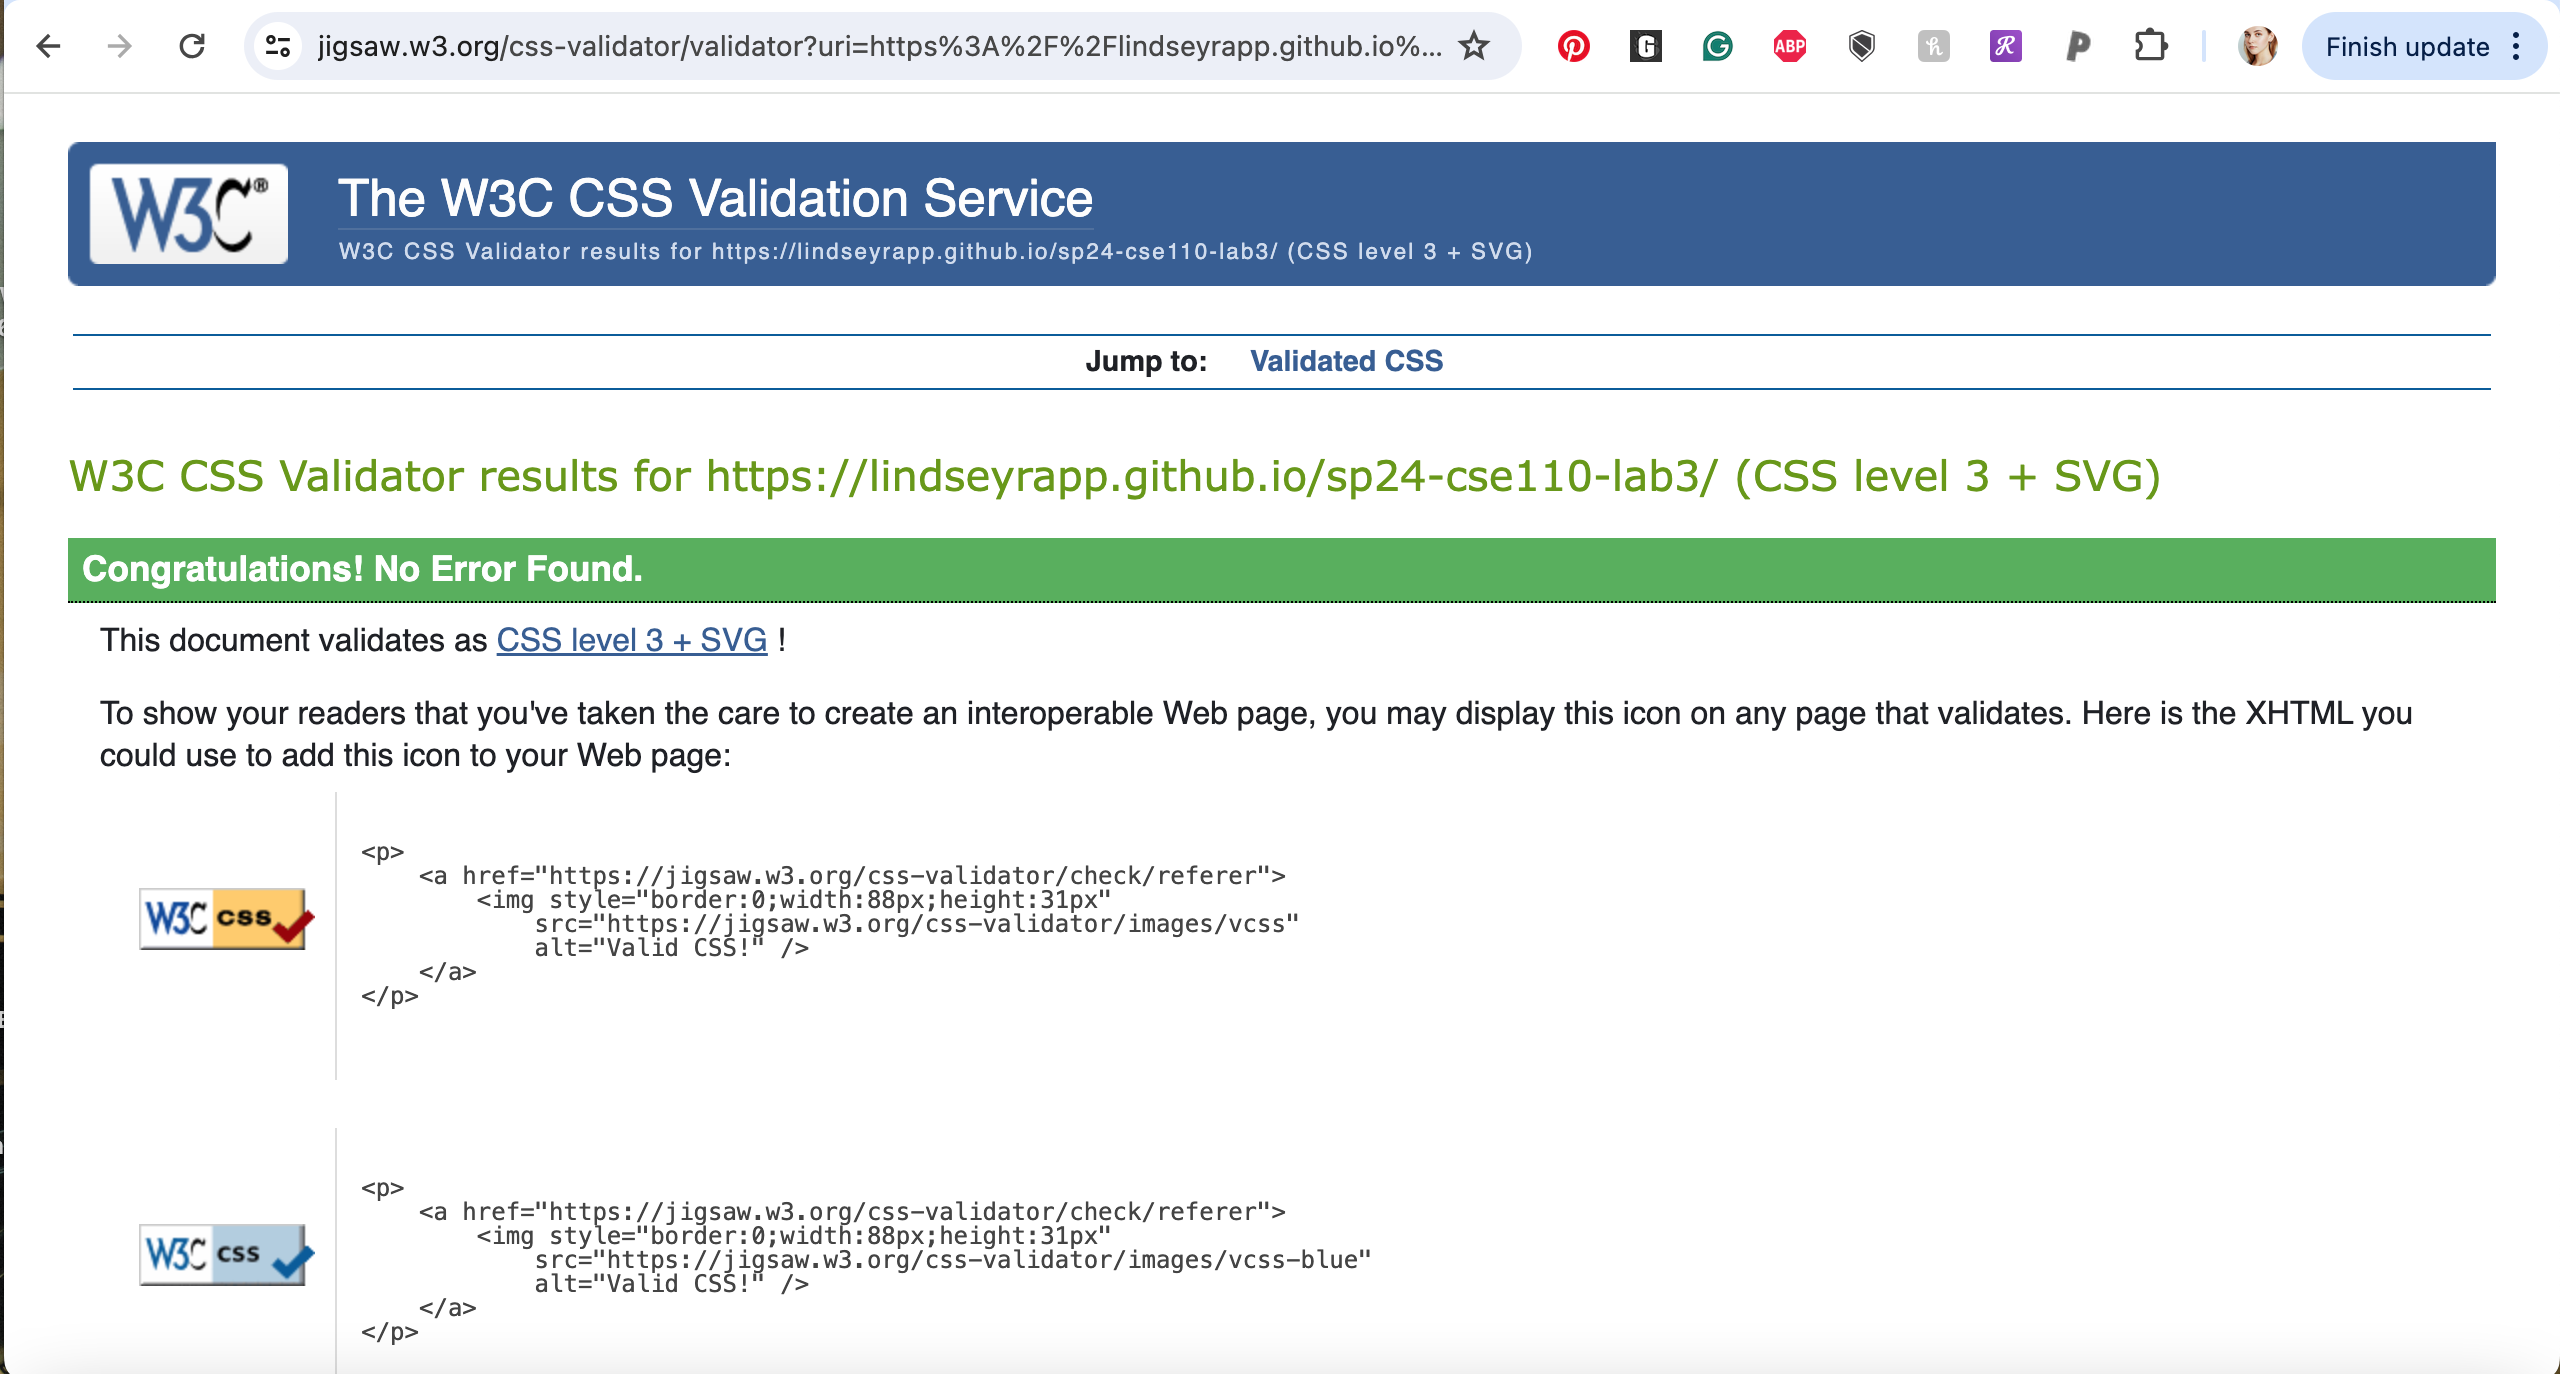 jigsaw.w3.org/css-validator/validator?uri=https%3A%2F%2Flindseyrapp.github.io%...
G
G
ABP
h
R
P
Finish update
W3C®
The W3C CSS Validation Service
W3C CSS Validator results for https://lindseyrapp.github.io/sp24-cse110-lab3/ (CSS level 3 + SVG)
Jump to: Validated CSS
W3C CSS Validator results for https://lindseyrapp.github.io/sp24-cse110-lab3/ (CSS level 3 + SVG)
Congratulations! No Error Found.
This document validates as CSS level 3 + SVG !
To show your readers that you've taken the care to create an interoperable Web page, you may display this icon on any page that validates. Here is the XHTML you
could use to add this icon to your Web page:
W3C css
<p>
    <a href="https://jigsaw.w3.org/css-validator/check/referer">
        <img style="border:0;width:88px;height:31px"
            src="https://jigsaw.w3.org/css-validator/images/vcss"
            alt="Valid CSS!" />
    </a>
</p>
W3C css
<p>
    <a href="https://jigsaw.w3.org/css-validator/check/referer">
        <img style="border:0;width:88px;height:31px"
            src="https://jigsaw.w3.org/css-validator/images/vcss-blue"
            alt="Valid CSS!" />
    </a>
</p>